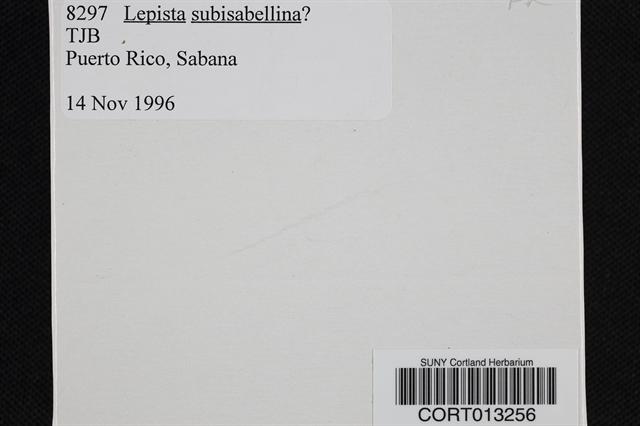 8297 Lepista subisabellina?
TJB
Puerto Rico, Sabana
14 Nov 1996
SUNY Cortland Herbarium
CORT013256